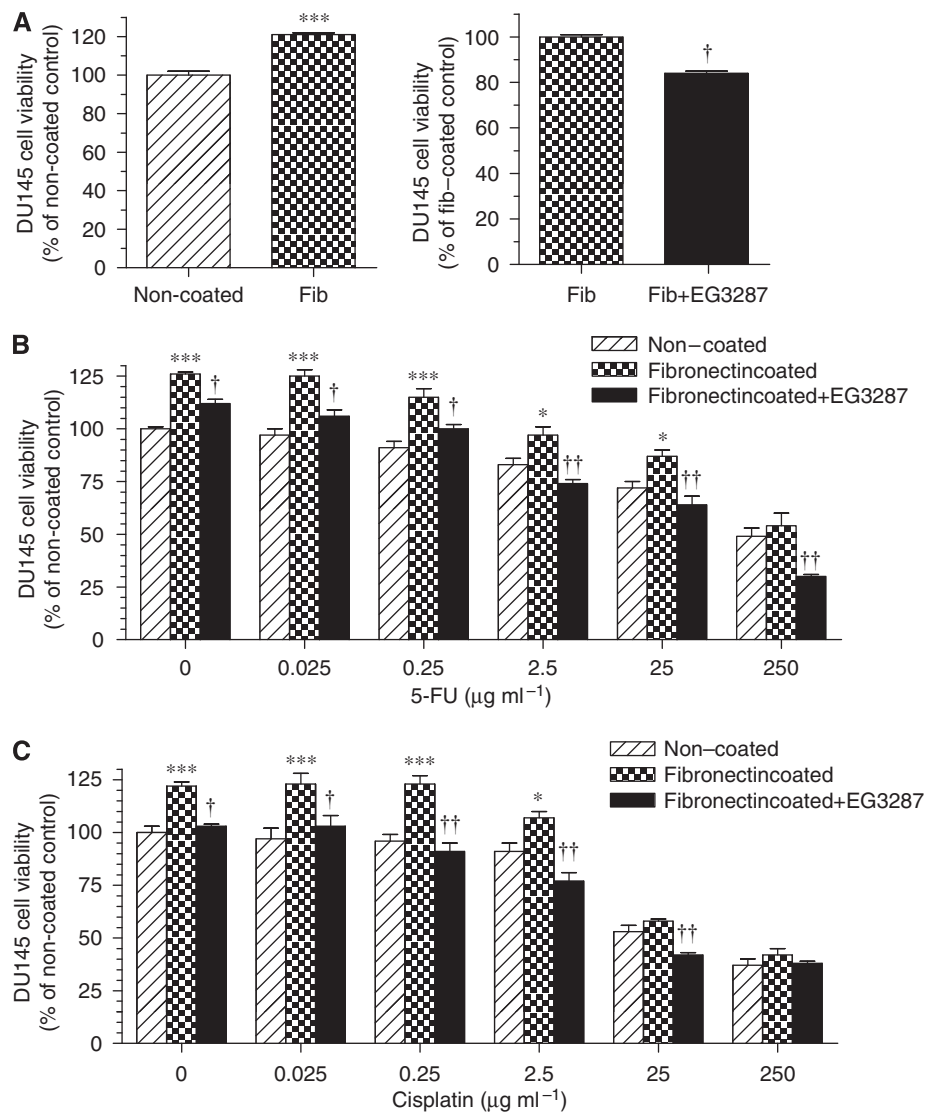 A
DU145 cell viability
(% of non-coated control)
120
100
80
60
40
20
0
***
Non-coated
Fib
DU145 cell viability
(% of fib–coated control)
100
80
60
40
20
0
†
Fib
Fib+EG3287
B
Non–coated
Fibronectincoated
Fibronectincoated+EG3287
DU145 cell viability
(% of non-coated control)
125
100
75
50
25
0
*** † *** † *** † * †† * †† ††
0 0.025 0.25 2.5 25 250
5-FU (μg ml⁻¹)
C
Non–coated
Fibronectincoated
Fibronectincoated+EG3287
DU145 cell viability
(% of non-coated control)
125
100
75
50
25
0
*** † *** † *** †† * †† ††
0 0.025 0.25 2.5 25 250
Cisplatin (μg ml⁻¹)